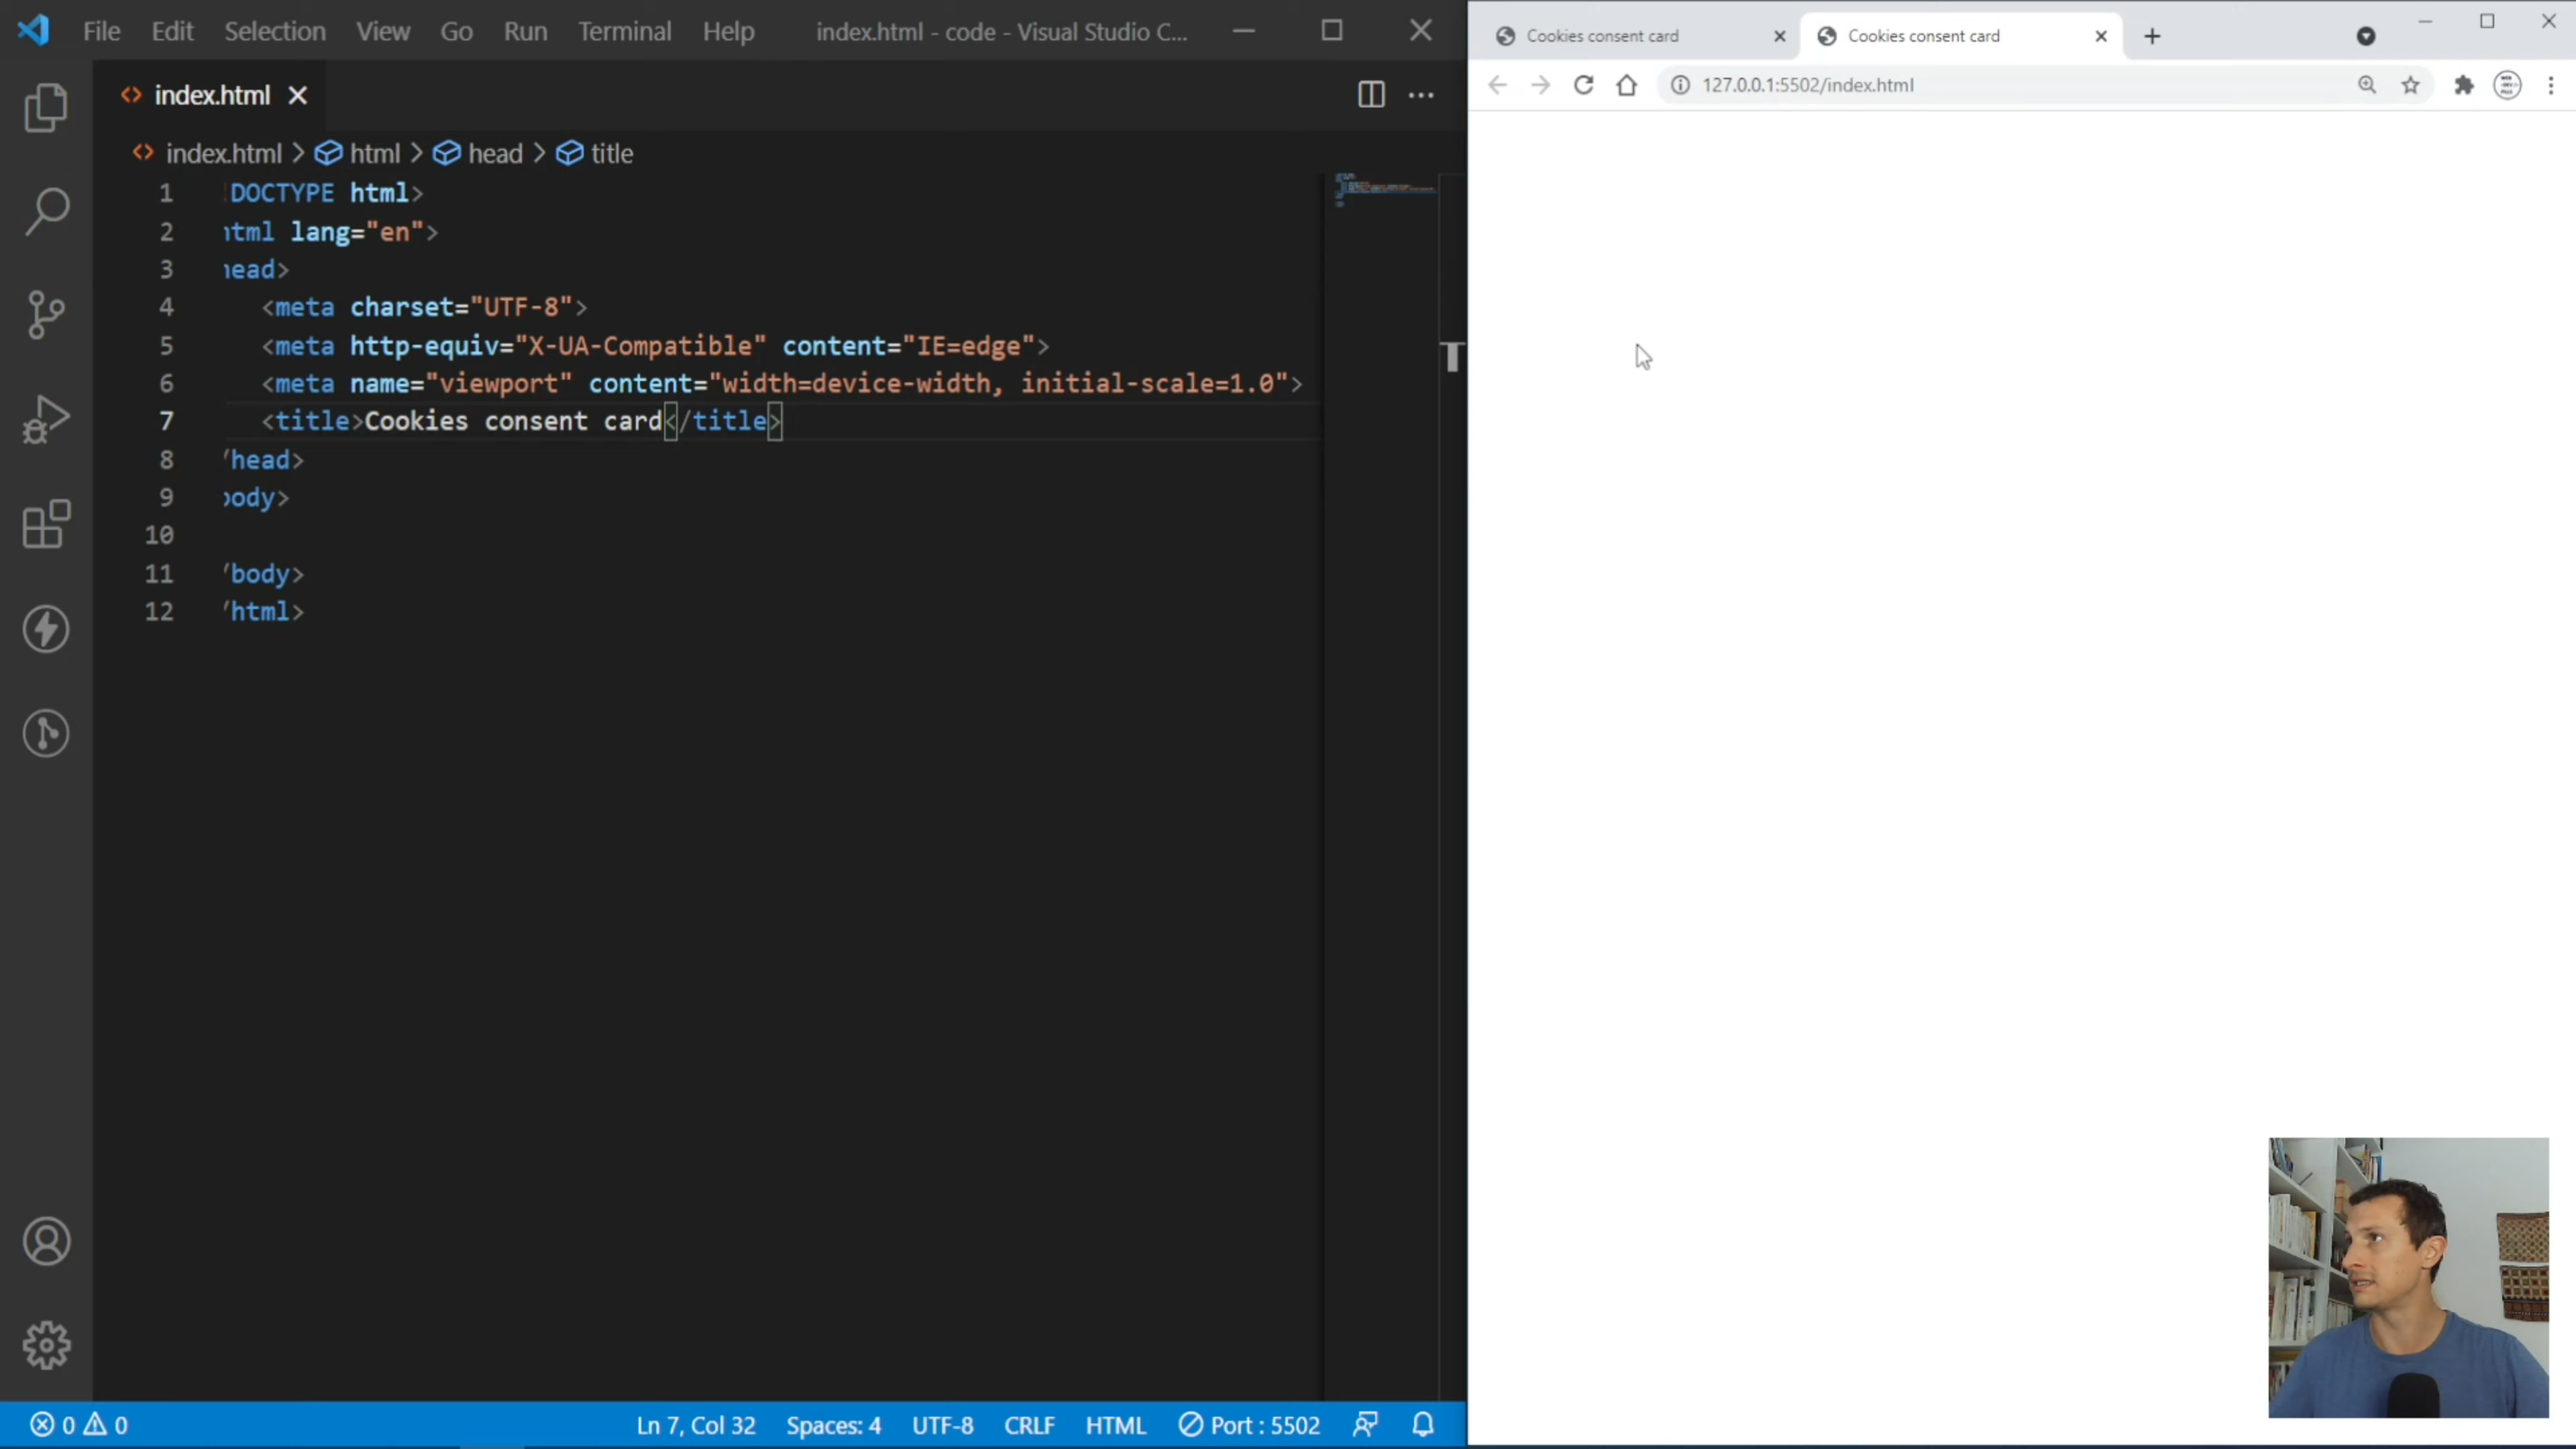 File Edit Selection View Go Run Terminal Help index.html - code - Visual Studio C...
index.html
index.html > html > head > title
1 DOCTYPE html>
2 html lang="en">
3 head>
4 <meta charset="UTF-8">
5 <meta http-equiv="X-UA-Compatible" content="IE=edge">
6 <meta name="viewport" content="width=device-width, initial-scale=1.0">
7 <title>Cookies consent card</title>
8 /head>
9 body>
10
11 /body>
12 /html>
0 0 Ln 7, Col 32 Spaces: 4 UTF-8 CRLF HTML Port : 5502
Cookies consent card Cookies consent card
127.0.0.1:5502/index.html